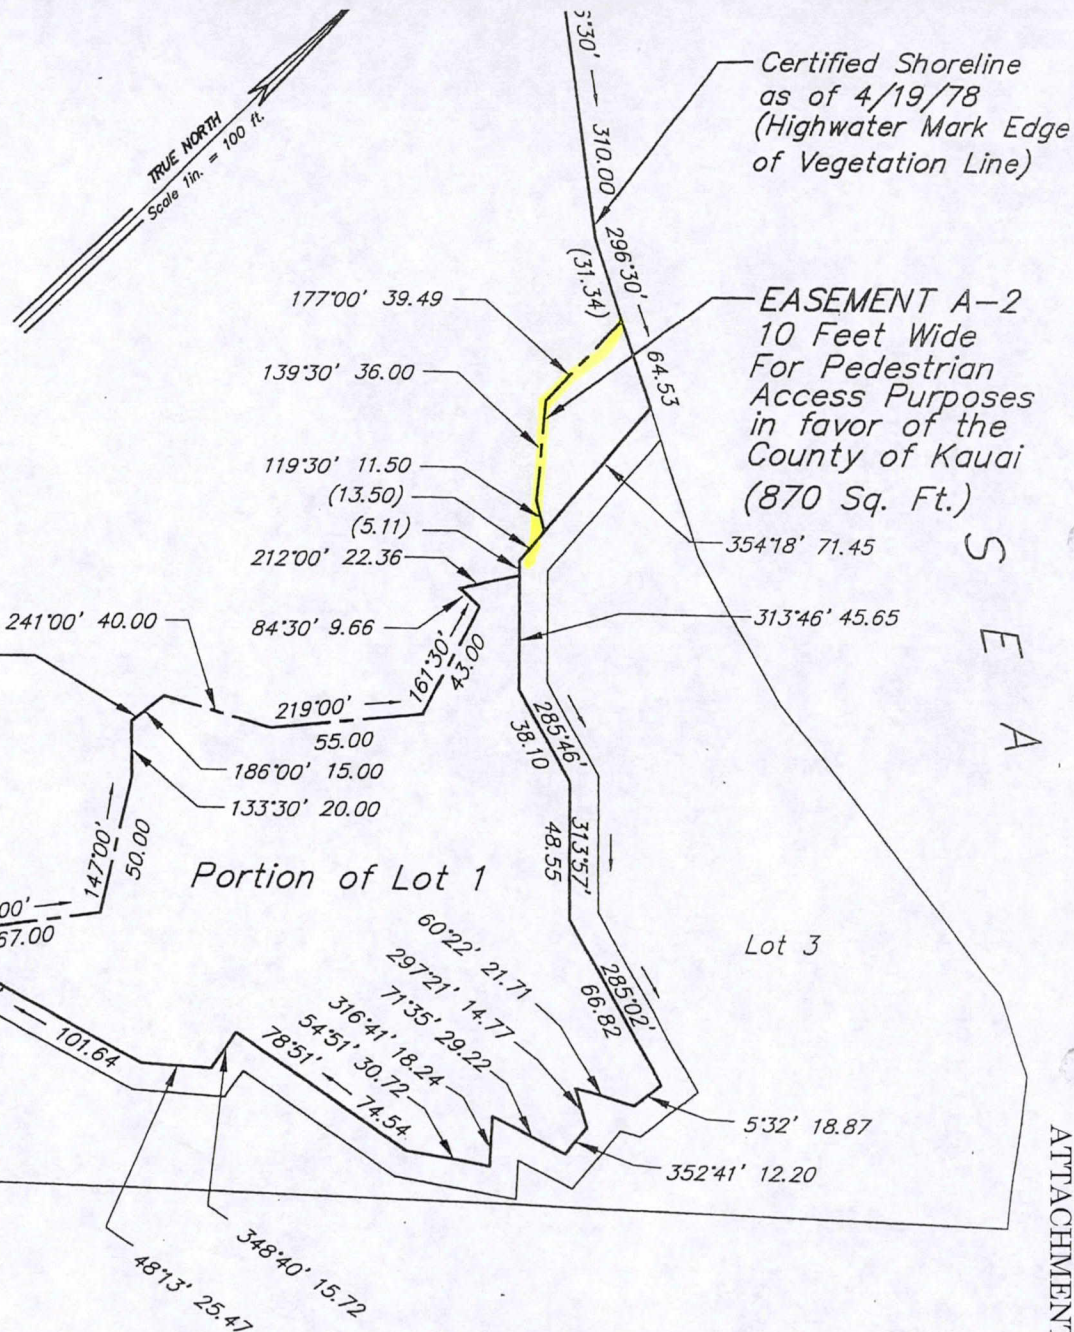 5°30'
310.00
Certified Shoreline
as of 4/19/78
(Highwater Mark Edge
of Vegetation Line)
TRUE NORTH
Scale 1in. = 100 ft.
296°30'
(31.34)
64.53
177°00' 39.49
EASEMENT A-2
10 Feet Wide
For Pedestrian
Access Purposes
in favor of the
County of Kauai
(870 Sq. Ft.)
139°30' 36.00
119°30' 11.50
(13.50)
(5.11)
212°00' 22.36
354°18' 71.45
SEA
84°30' 9.66
313°46' 45.65
241°00' 40.00
161°30'
43.00
219°00'
55.00
285°46'
38.10
186°00' 15.00
133°30' 20.00
147°00'
50.00
313°57'
48.55
Portion of Lot 1
00'
57.00
Lot 3
60°22' 21.71
297°21' 14.77
71°35' 29.22
316°41' 18.24
54°51' 30.72
78°51'
74.54
285°02'
66.82
101.64
5°32' 18.87
352°41' 12.20
348°40' 15.72
48°13' 25.47
ATTACHMENT